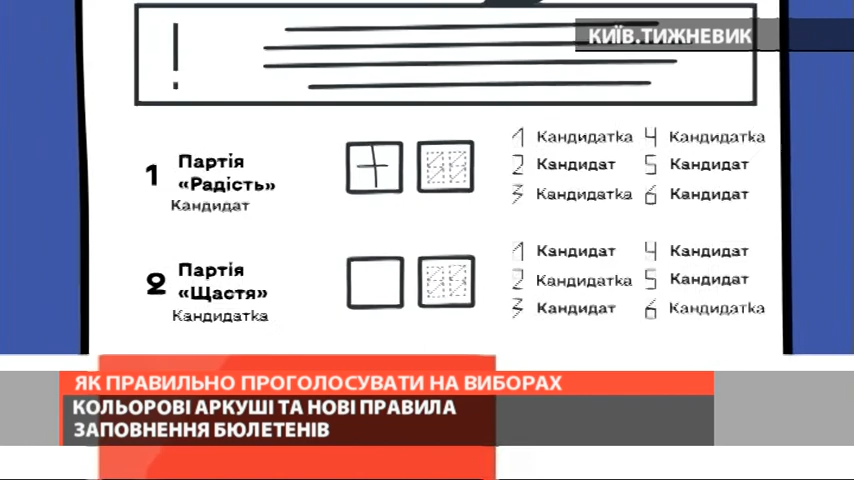 КИЇВ.ТИЖНЕВИК
!
1 Партія «Радість»
Кандидат
1 Кандидатка 4 Кандидатка
2 Кандидат 5 Кандидат
3 Кандидатка 6 Кандидат
2 Партія «Щастя»
Кандидатка
1 Кандидат 4 Кандидат
2 Кандидатка 5 Кандидат
3 Кандидат 6 Кандидатка
ЯК ПРАВИЛЬНО ПРОГОЛОСУВАТИ НА ВИБОРАХ
КОЛЬОРОВІ АРКУШІ ТА НОВІ ПРАВИЛА
ЗАПОВНЕННЯ БЮЛЕТЕНІВ